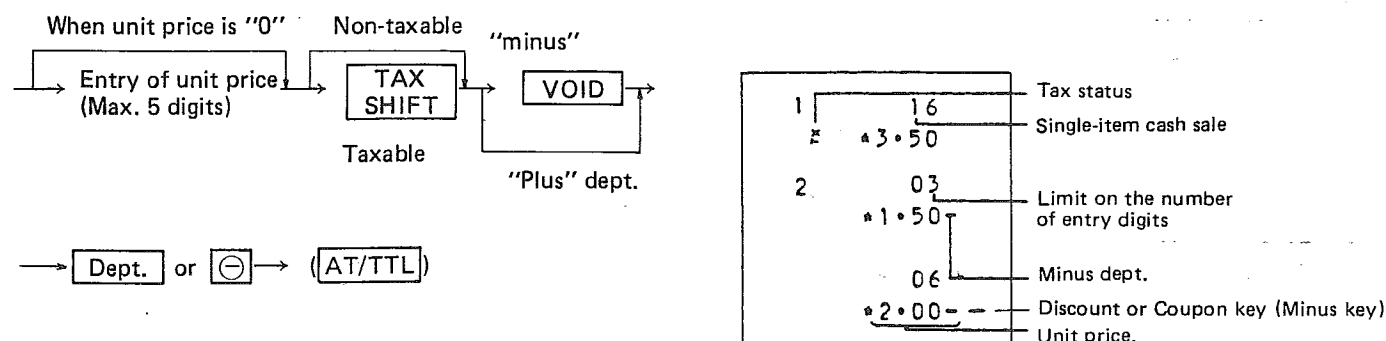 When unit price is "0"
Non-taxable
"minus"
Entry of unit price
(Max. 5 digits)
TAX
SHIFT
VOID
Taxable
"Plus" dept.
Dept. or ⊖ (AT/TTL)
1 16
TX *3•50
2 03
*1•50-
06
*2•00-
Tax status
Single-item cash sale
Limit on the number
of entry digits
Minus dept.
Discount or Coupon key (Minus key)
Unit price.